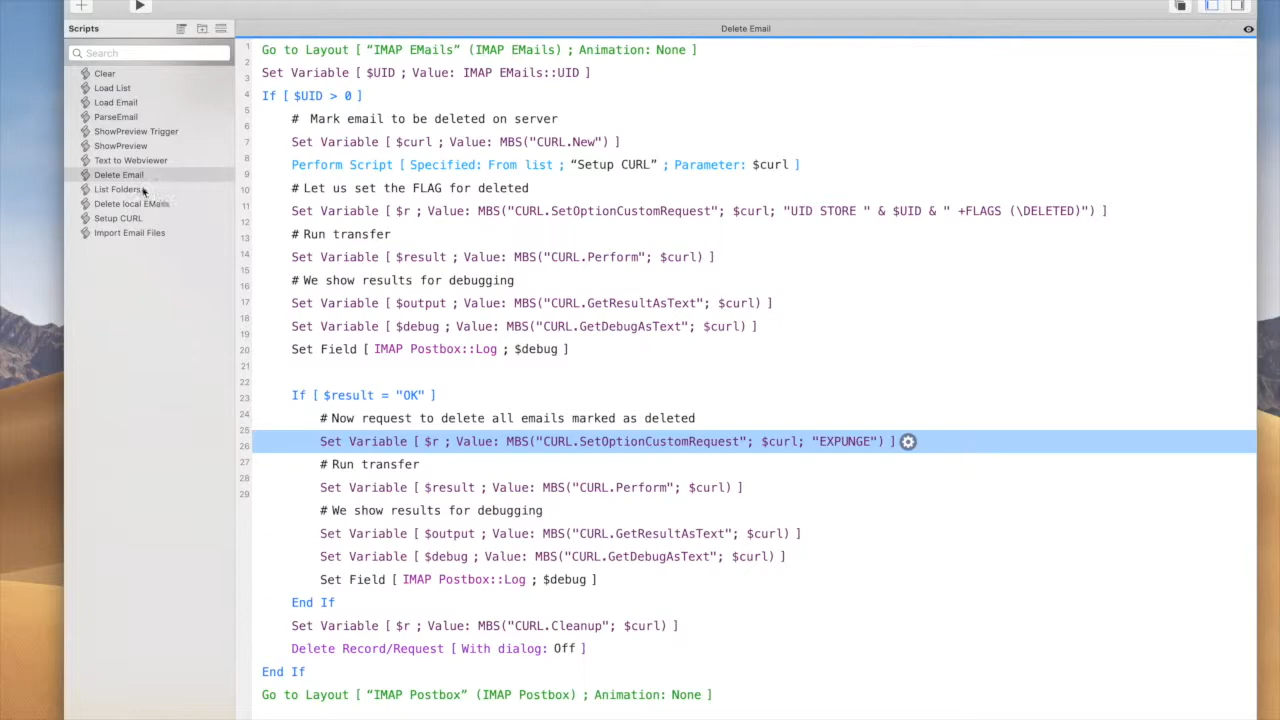 Scripts
Delete Email
Search
Clear
Load List
Load Email
ParseEmail
ShowPreview Trigger
ShowPreview
Text to Webviewer
Delete Email
List Folders
Delete local EMails
Setup CURL
Import Email Files
1 Go to Layout [ “IMAP EMails” (IMAP EMails) ; Animation: None ]
2 Set Variable [ $UID ; Value: IMAP EMails::UID ]
3 If [ $UID > 0 ]
4 # Mark email to be deleted on server
5 Set Variable [ $curl ; Value: MBS("CURL.New") ]
6 Perform Script [ Specified: From list ; “Setup CURL” ; Parameter: $curl ]
7 # Let us set the FLAG for deleted
8 Set Variable [ $r ; Value: MBS("CURL.SetOptionCustomRequest"; $curl; "UID STORE " & $UID & " +FLAGS (\DELETED)") ]
9 # Run transfer
10 Set Variable [ $result ; Value: MBS("CURL.Perform"; $curl) ]
11 # We show results for debugging
12 Set Variable [ $output ; Value: MBS("CURL.GetResultAsText"; $curl) ]
13 Set Variable [ $debug ; Value: MBS("CURL.GetDebugAsText"; $curl) ]
14 Set Field [ IMAP Postbox::Log ; $debug ]
15
16 If [ $result = "OK" ]
17 # Now request to delete all emails marked as deleted
18 Set Variable [ $r ; Value: MBS("CURL.SetOptionCustomRequest"; $curl; "EXPUNGE") ]
19 # Run transfer
20 Set Variable [ $result ; Value: MBS("CURL.Perform"; $curl) ]
21 # We show results for debugging
22 Set Variable [ $output ; Value: MBS("CURL.GetResultAsText"; $curl) ]
23 Set Variable [ $debug ; Value: MBS("CURL.GetDebugAsText"; $curl) ]
24 Set Field [ IMAP Postbox::Log ; $debug ]
25 End If
26 Set Variable [ $r ; Value: MBS("CURL.Cleanup"; $curl) ]
27 Delete Record/Request [ With dialog: Off ]
28 End If
29 Go to Layout [ “IMAP Postbox” (IMAP Postbox) ; Animation: None ]